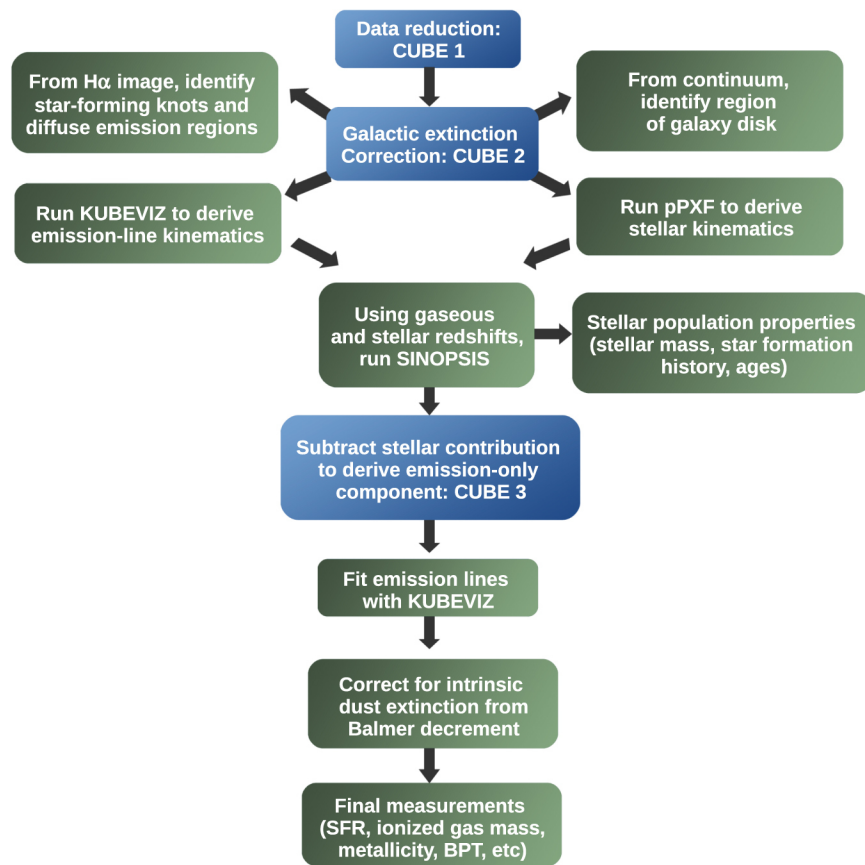 Data reduction:
CUBE 1
From Hα image, identify
star-forming knots and
diffuse emission regions
From continuum,
identify region
of galaxy disk
Galactic extinction
Correction: CUBE 2
Run KUBEVIZ to derive
emission-line kinematics
Run pPXF to derive
stellar kinematics
Using gaseous
and stellar redshifts,
run SINOPSIS
Stellar population properties
(stellar mass, star formation
history, ages)
Subtract stellar contribution
to derive emission-only
component: CUBE 3
Fit emission lines
with KUBEVIZ
Correct for intrinsic
dust extinction from
Balmer decrement
Final measurements
(SFR, ionized gas mass,
metallicity, BPT, etc)